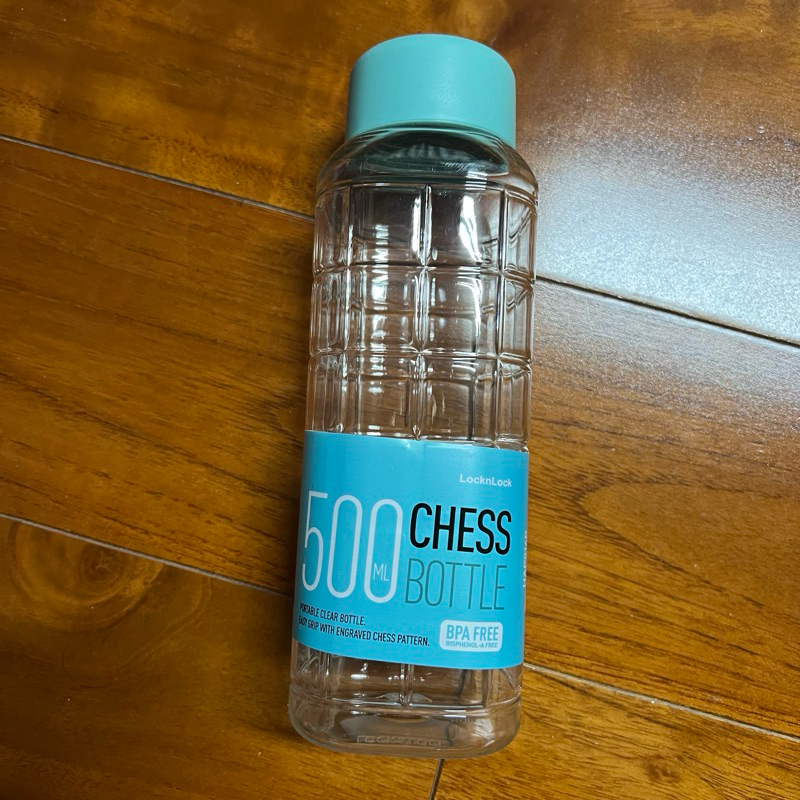 LocknLock
500 ML
CHESS
BOTTLE
PORTABLE CLEAR BOTTLE.
EASY GRIP WITH ENGRAVED CHESS PATTERN.
BPA FREE
BISPHENOL-A FREE